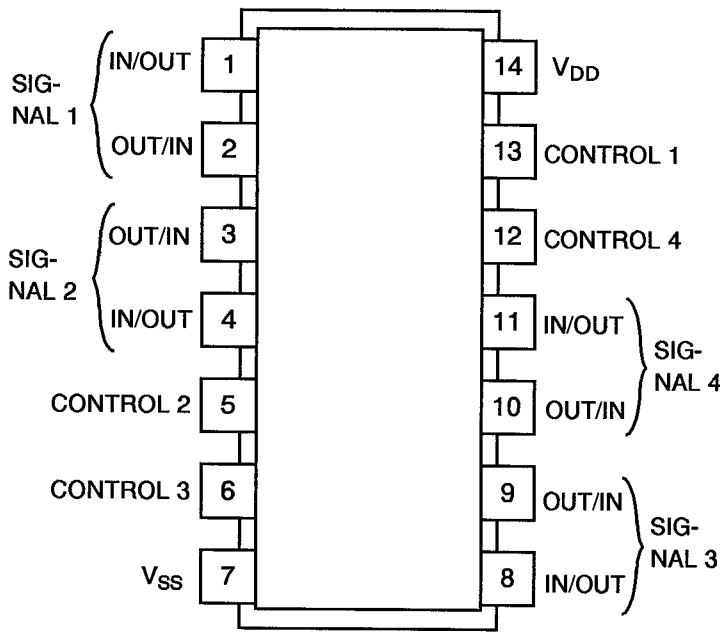 IN/OUT 1
SIG-
NAL 1
OUT/IN 2
OUT/IN 3
SIG-
NAL 2
IN/OUT 4
CONTROL 2 5
CONTROL 3 6
VSS 7
14 VDD
13 CONTROL 1
12 CONTROL 4
11 IN/OUT
SIG-
NAL 4
10 OUT/IN
9 OUT/IN
SIG-
NAL 3
8 IN/OUT